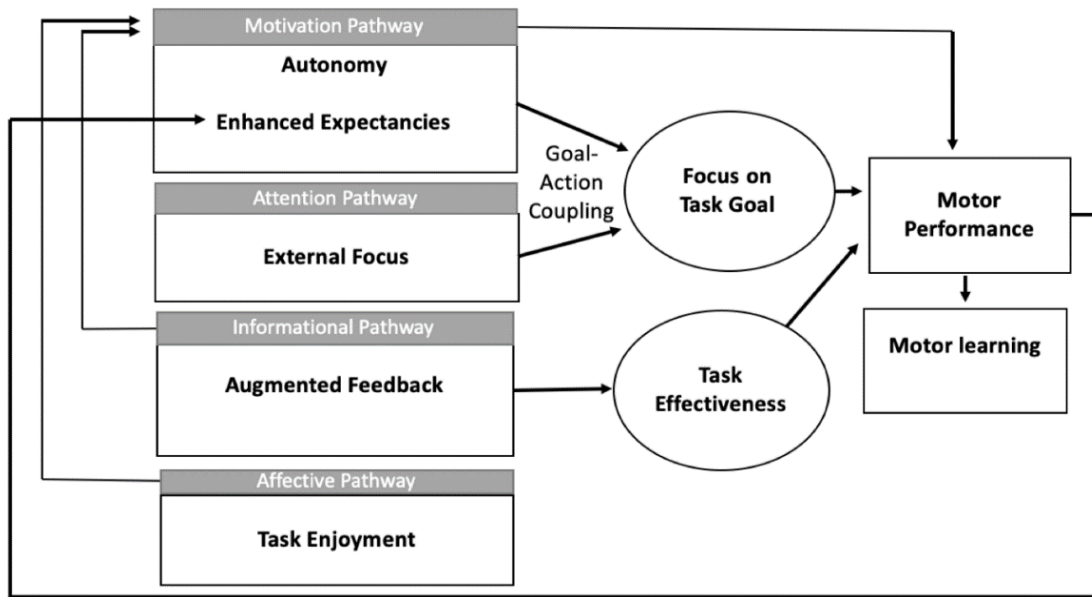 Motivation Pathway
Autonomy
Enhanced Expectancies
Attention Pathway
External Focus
Informational Pathway
Augmented Feedback
Affective Pathway
Task Enjoyment
Goal-
Action
Coupling
Focus on
Task Goal
Task
Effectiveness
Motor
Performance
Motor learning